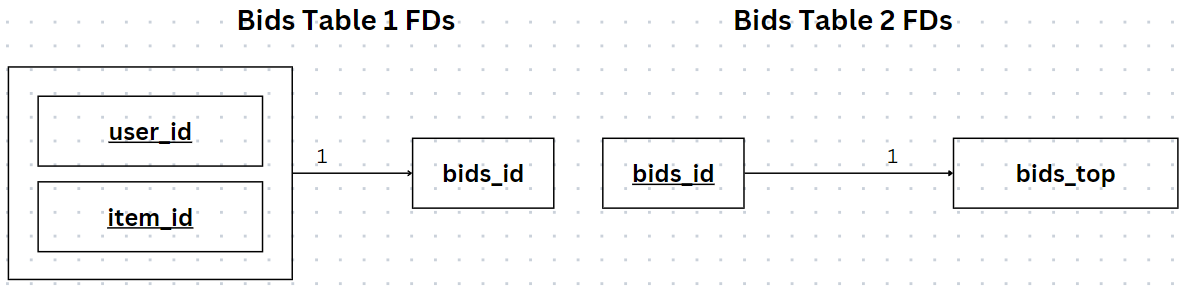 Bids Table 1 FDs
user_id
item_id
1
bids_id
Bids Table 2 FDs
bids_id
1
bids_top